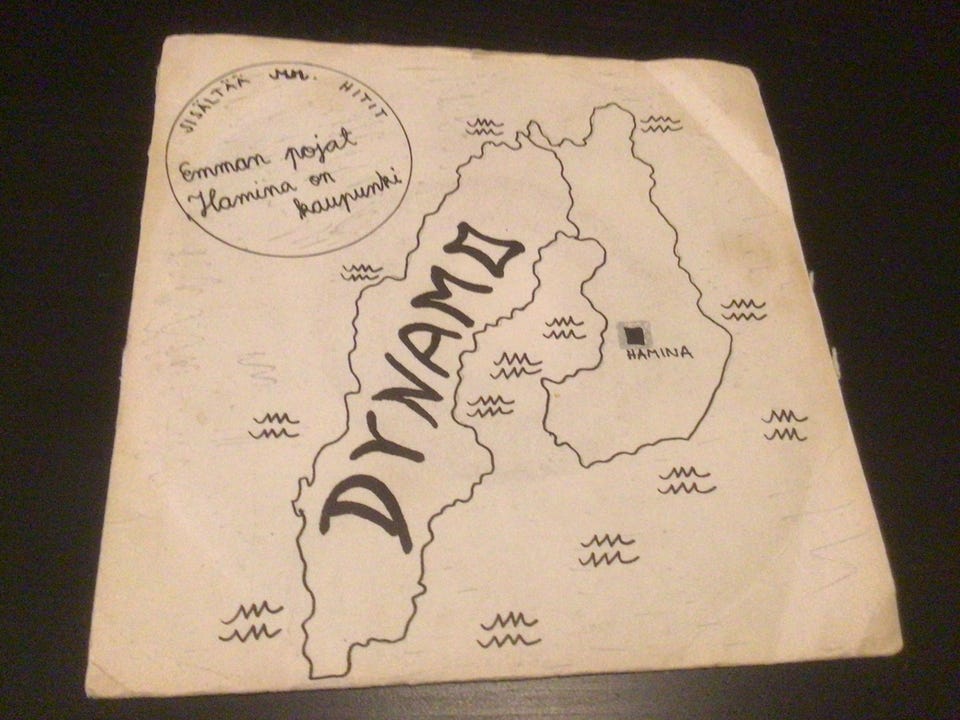 SISÄLTÄÄ MM. HITIT
Emman pojat
Hamina on
kaupunki
DYNAMO
HAMINA